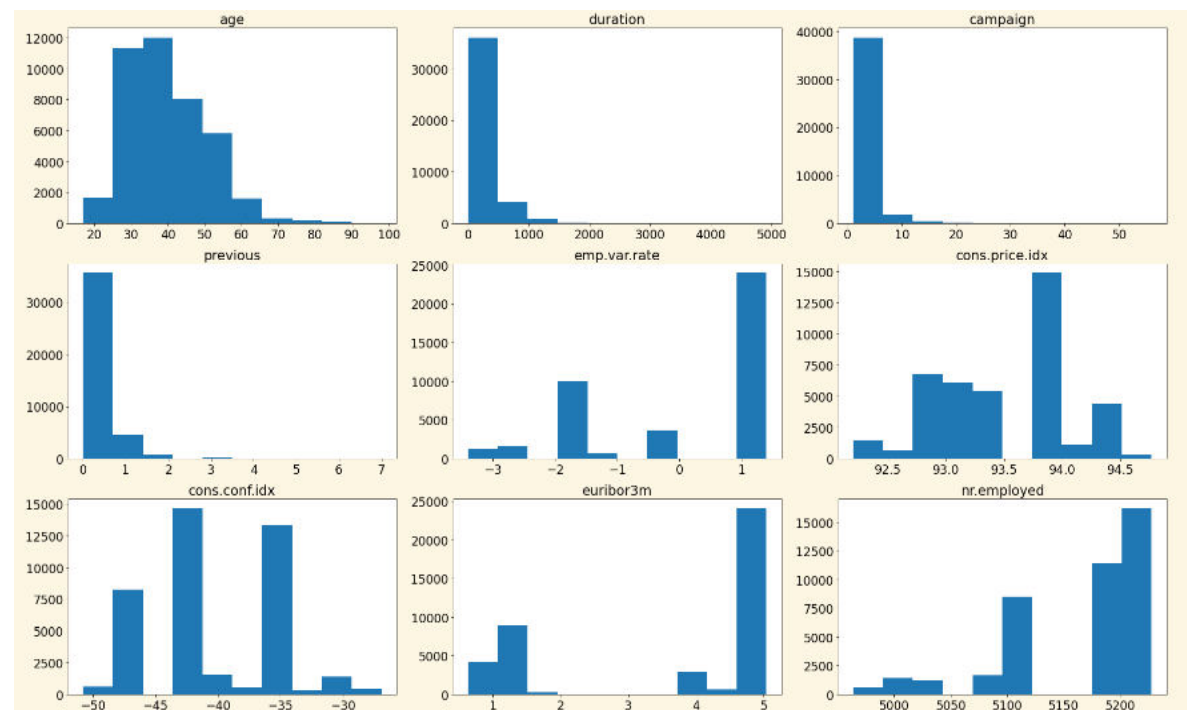 age
duration
campaign
12000
10000
8000
6000
4000
2000
0
20 30 40 50 60 70 80 90 100
30000
20000
10000
0
0 1000 2000 3000 4000 5000
40000
30000
20000
10000
0
0 10 20 30 40 50
previous
emp.var.rate
cons.price.idx
30000
20000
10000
0
0 1 2 3 4 5 6 7
25000
20000
15000
10000
5000
0
−3 −2 −1 0 1
15000
12500
10000
7500
5000
2500
0
92.5 93.0 93.5 94.0 94.5
cons.conf.idx
euribor3m
nr.employed
15000
12500
10000
7500
5000
2500
0
−50 −45 −40 −35 −30
25000
20000
15000
10000
5000
0
1 2 3 4 5
15000
12500
10000
7500
5000
2500
0
5000 5050 5100 5150 5200